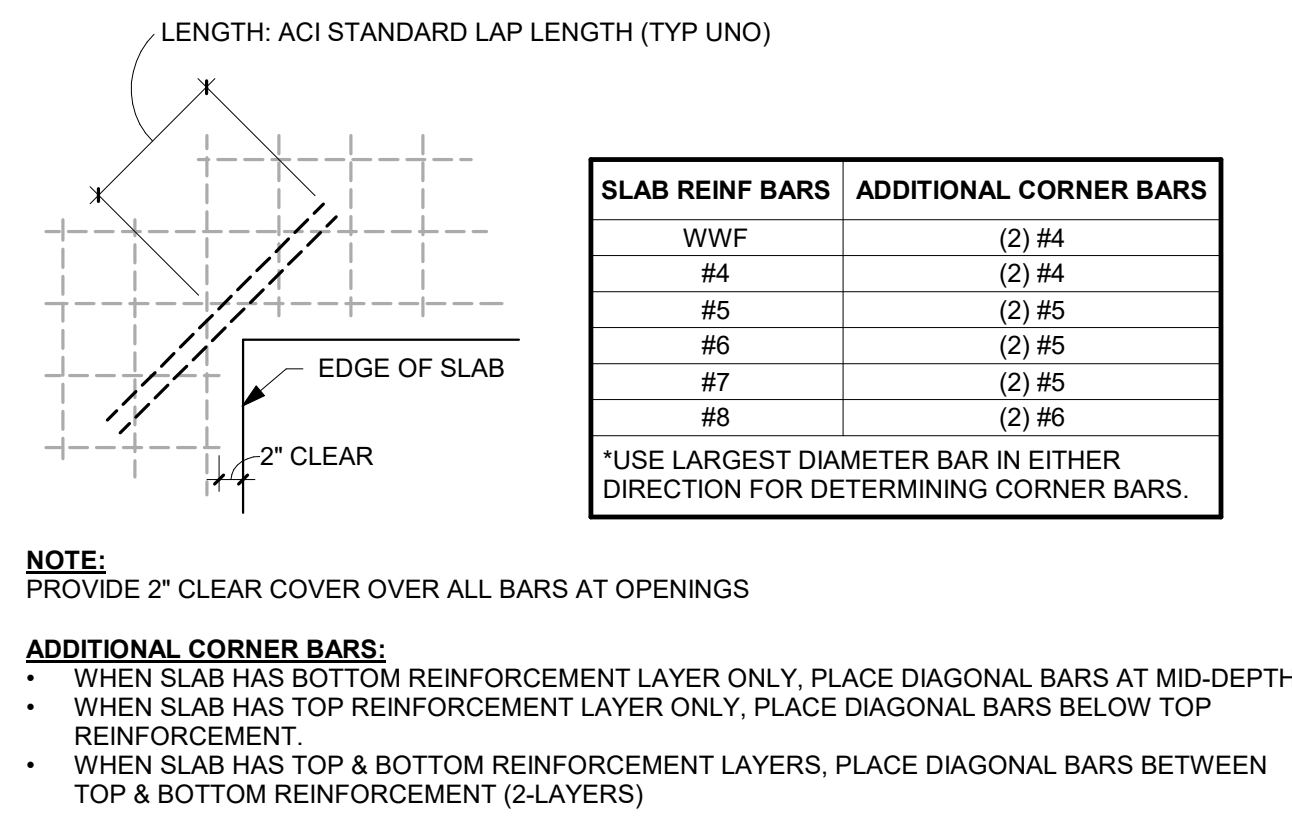 LENGTH: ACI STANDARD LAP LENGTH (TYP UNO)
EDGE OF SLAB
2" CLEAR
SLAB REINF BARS ADDITIONAL CORNER BARS
WWF (2) #4
#4 (2) #4
#5 (2) #5
#6 (2) #5
#7 (2) #5
#8 (2) #6
*USE LARGEST DIAMETER BAR IN EITHER
DIRECTION FOR DETERMINING CORNER BARS.
NOTE:
PROVIDE 2" CLEAR COVER OVER ALL BARS AT OPENINGS
ADDITIONAL CORNER BARS:
• WHEN SLAB HAS BOTTOM REINFORCEMENT LAYER ONLY, PLACE DIAGONAL BARS AT MID-DEPTH
• WHEN SLAB HAS TOP REINFORCEMENT LAYER ONLY, PLACE DIAGONAL BARS BELOW TOP
REINFORCEMENT.
• WHEN SLAB HAS TOP & BOTTOM REINFORCEMENT LAYERS, PLACE DIAGONAL BARS BETWEEN
TOP & BOTTOM REINFORCEMENT (2-LAYERS)